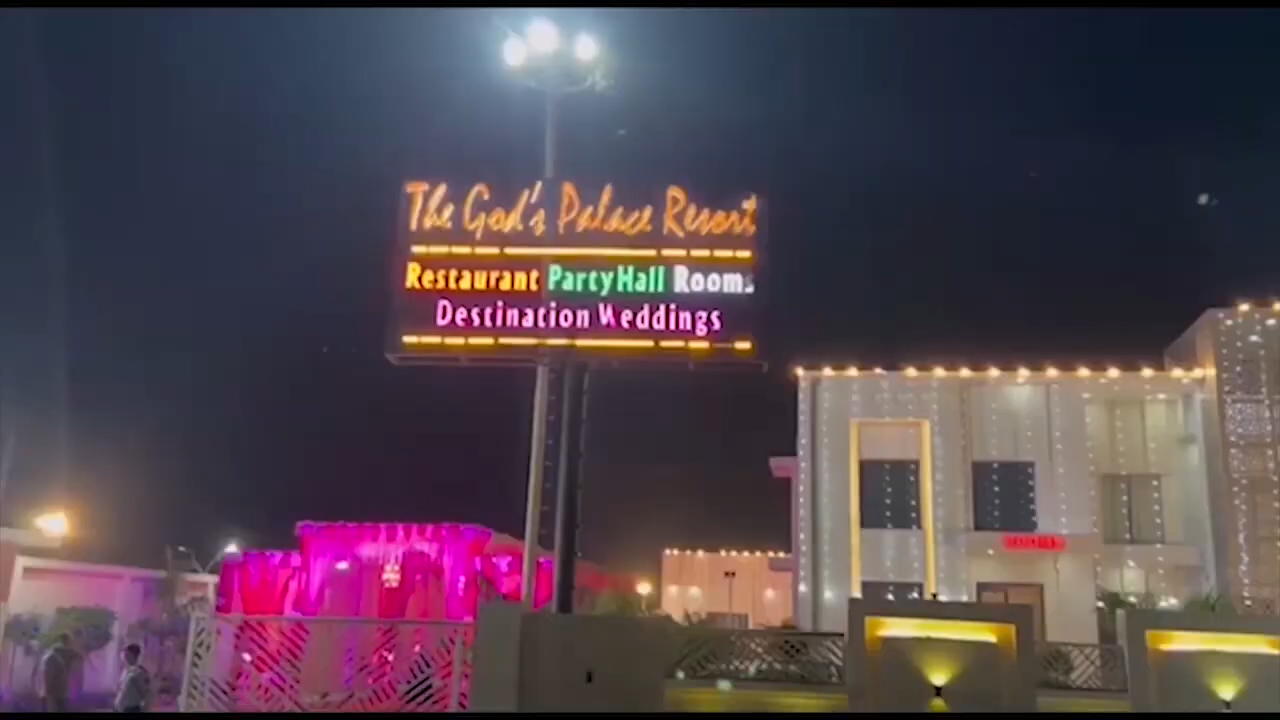 The God's Palace Resort
Restaurant PartyHall Rooms
Destination Weddings